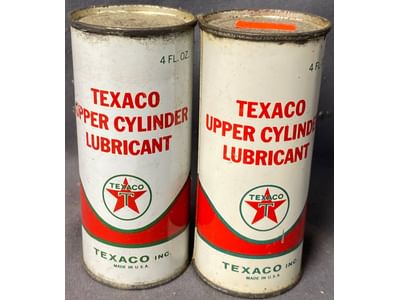 4 FL. OZ.
TEXACO
UPPER CYLINDER
LUBRICANT
TEXACO
T
TEXACO INC.
MADE IN U.S.A.
4 FL
TEXACO
UPPER CYLINDE
LUBRICANT
TEXACO
T
TEXACO INC.
MADE IN U.S.A.